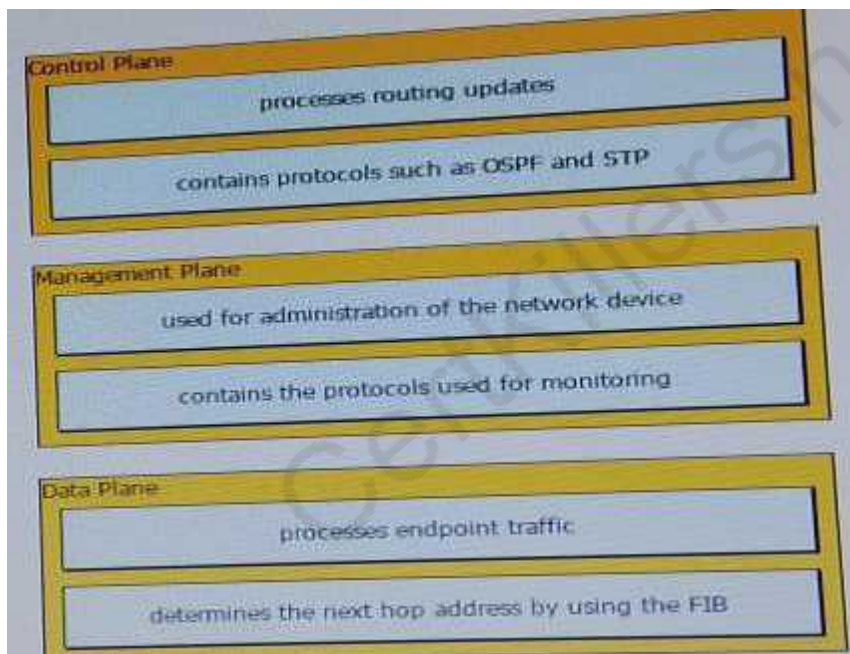 Control Plane
processes routing updates
contains protocols such as OSPF and STP
Management Plane
used for administration of the network device
contains the protocols used for monitoring
Data Plane
processes endpoint traffic
determines the next hop address by using the FIB
CertKillers.n